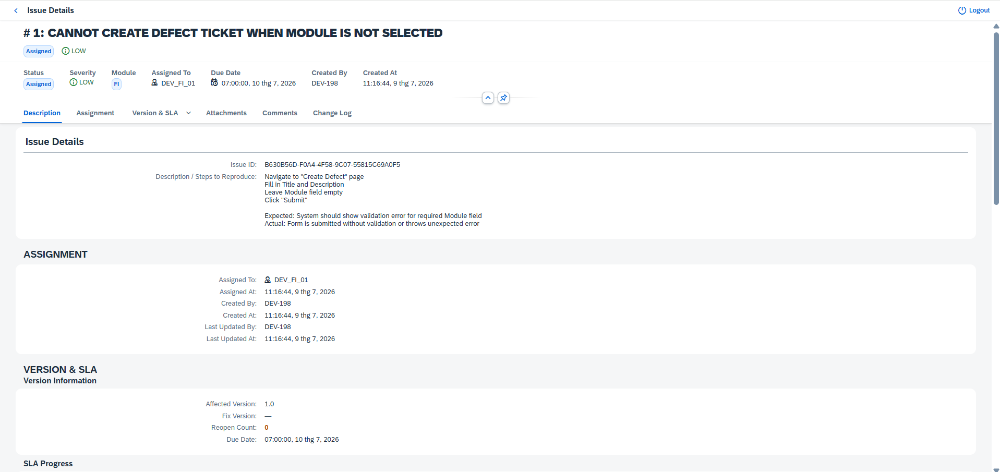 Issue Details
Logout
# 1: CANNOT CREATE DEFECT TICKET WHEN MODULE IS NOT SELECTED
Assigned LOW
Status Severity Module Assigned To Due Date Created By Created At
Assigned LOW FI DEV_FI_01 07:00:00, 10 thg 7, 2026 DEV-198 11:16:44, 9 thg 7, 2026
Description Assignment Version & SLA Attachments Comments Change Log
Issue Details
Issue ID: B630B56D-F0A4-4F58-9C07-55815C69A0F5
Description / Steps to Reproduce: Navigate to "Create Defect" page
Fill in Title and Description
Leave Module field empty
Click "Submit"
Expected: System should show validation error for required Module field
Actual: Form is submitted without validation or throws unexpected error
ASSIGNMENT
Assigned To: DEV_FI_01
Assigned At: 11:16:44, 9 thg 7, 2026
Created By: DEV-198
Created At: 11:16:44, 9 thg 7, 2026
Last Updated By: DEV-198
Last Updated At: 11:16:44, 9 thg 7, 2026
VERSION & SLA
Version Information
Affected Version: 1.0
Fix Version: —
Reopen Count: 0
Due Date: 07:00:00, 10 thg 7, 2026
SLA Progress